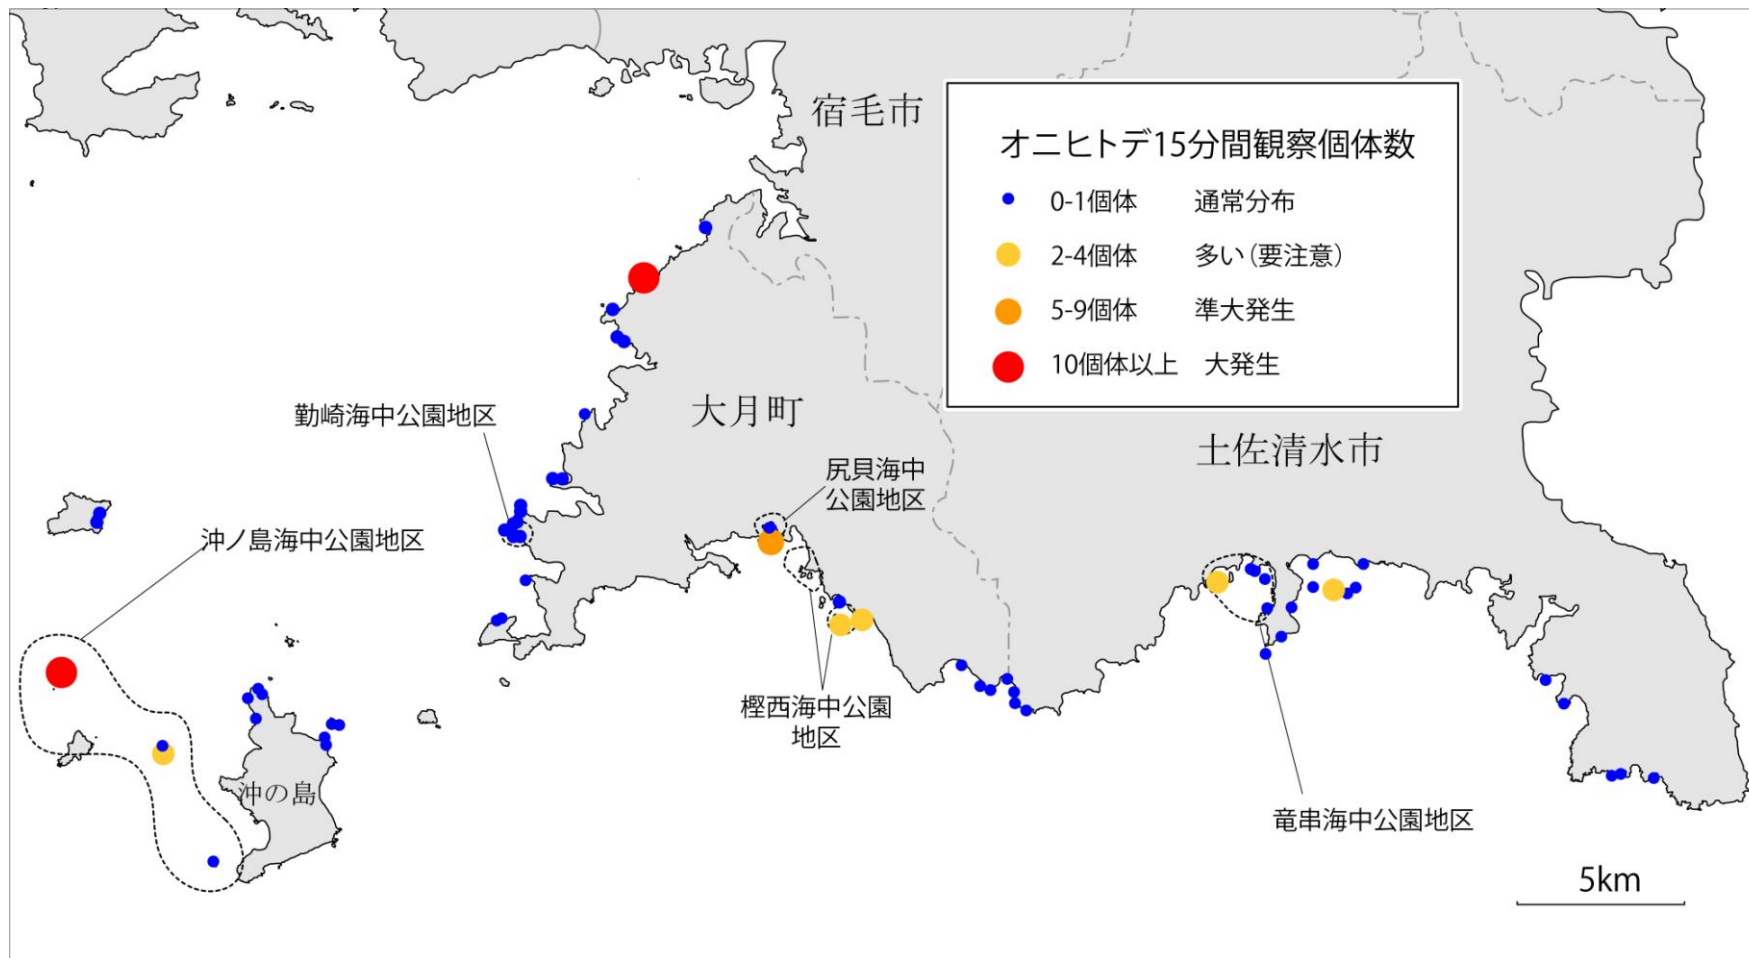 宿毛市
オニヒトデ15分間観察個体数
0-1個体 通常分布
2-4個体 多い（要注意）
5-9個体 準大発生
10個体以上 大発生
大月町
勤崎海中公園地区
土佐清水市
尻貝海中
公園地区
沖ノ島海中公園地区
樫西海中公園
地区
沖の島
竜串海中公園地区
5km